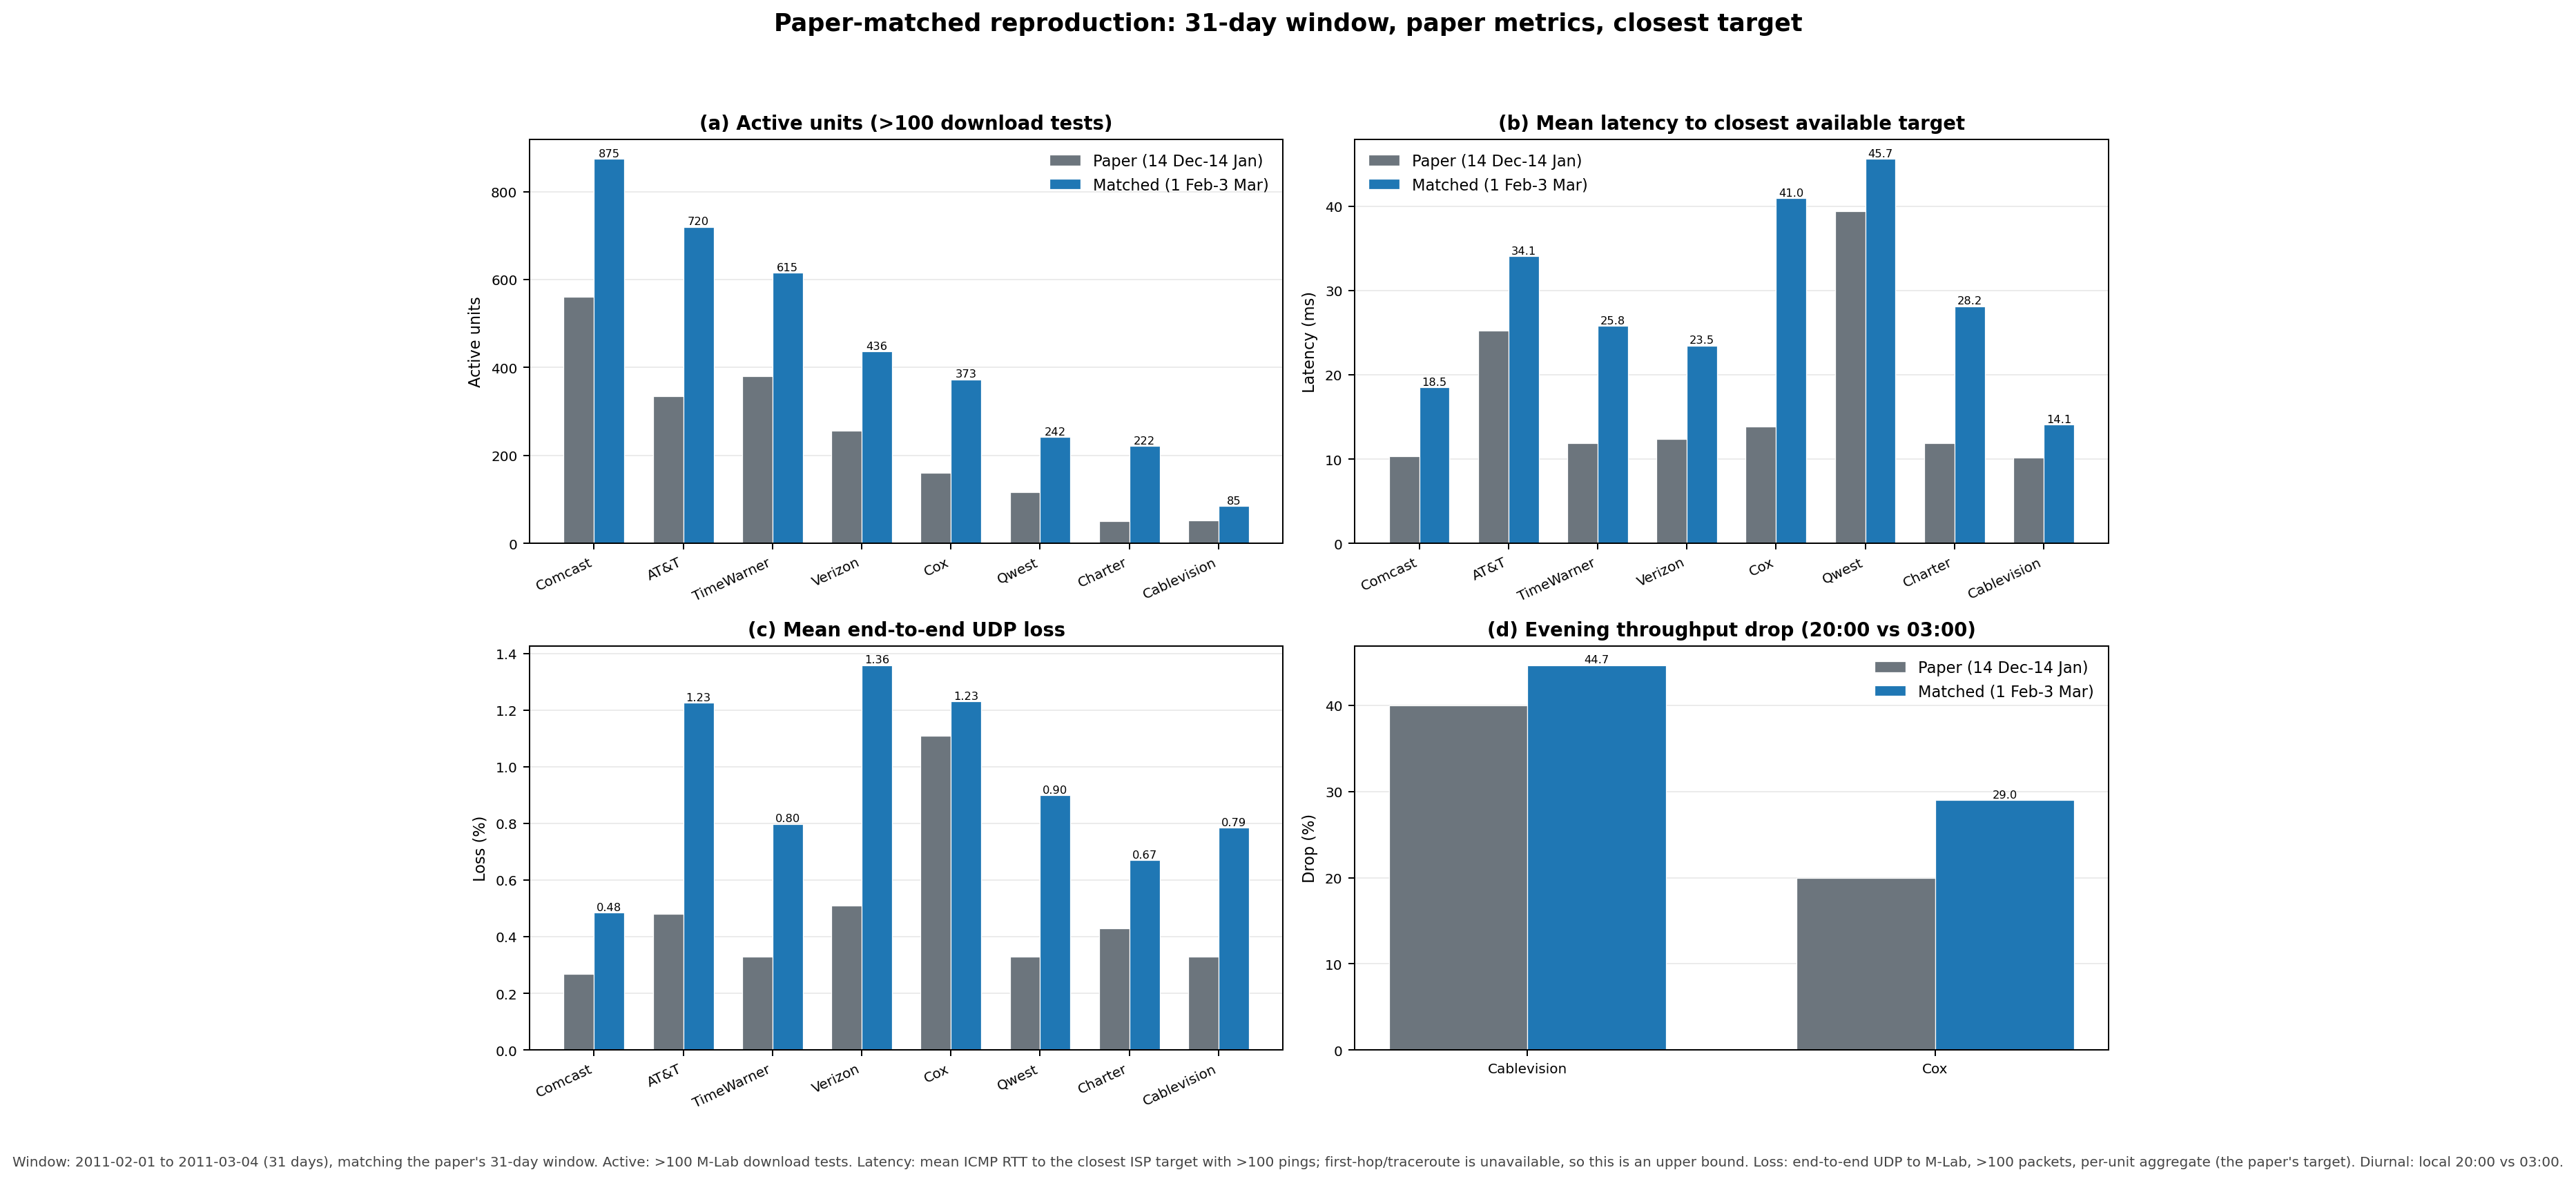 Paper-matched reproduction: 31-day window, paper metrics, closest target
(a) Active units (>100 download tests)
Paper (14 Dec-14 Jan)
Matched (1 Feb-3 Mar)
Active units
800
600
400
200
0
875
720
615
436
373
242
222
85
Comcast
AT&T
TimeWarner
Verizon
Cox
Qwest
Charter
Cablevision
(b) Mean latency to closest available target
Paper (14 Dec-14 Jan)
Matched (1 Feb-3 Mar)
Latency (ms)
40
30
20
10
0
18.5
34.1
25.8
23.5
41.0
45.7
28.2
14.1
Comcast
AT&T
TimeWarner
Verizon
Cox
Qwest
Charter
Cablevision
(c) Mean end-to-end UDP loss
Loss (%)
1.4
1.2
1.0
0.8
0.6
0.4
0.2
0.0
0.48
1.23
0.80
1.36
1.23
0.90
0.67
0.79
Comcast
AT&T
TimeWarner
Verizon
Cox
Qwest
Charter
Cablevision
(d) Evening throughput drop (20:00 vs 03:00)
Paper (14 Dec-14 Jan)
Matched (1 Feb-3 Mar)
Drop (%)
40
30
20
10
0
44.7
29.0
Cablevision
Cox
Window: 2011-02-01 to 2011-03-04 (31 days), matching the paper's 31-day window. Active: >100 M-Lab download tests. Latency: mean ICMP RTT to the closest ISP target with >100 pings; first-hop/traceroute is unavailable, so this is an upper bound. Loss: end-to-end UDP to M-Lab, >100 packets, per-unit aggregate (the paper's target). Diurnal: local 20:00 vs 03:00.